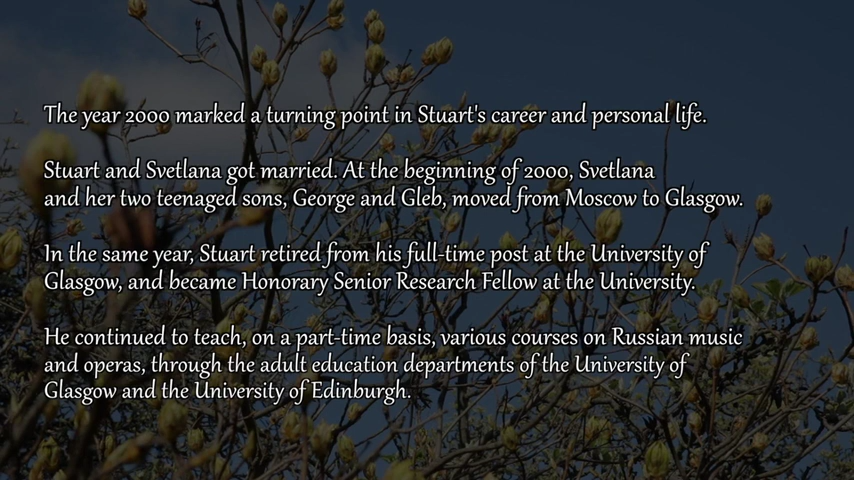 The year 2000 marked a turning point in Stuart's career and personal life.
Stuart and Svetlana got married. At the beginning of 2000, Svetlana
and her two teenaged sons, George and Gleb, moved from Moscow to Glasgow.
In the same year, Stuart retired from his full-time post at the University of
Glasgow, and became Honorary Senior Research Fellow at the University.
He continued to teach, on a part-time basis, various courses on Russian music
and operas, through the adult education departments of the University of
Glasgow and the University of Edinburgh.